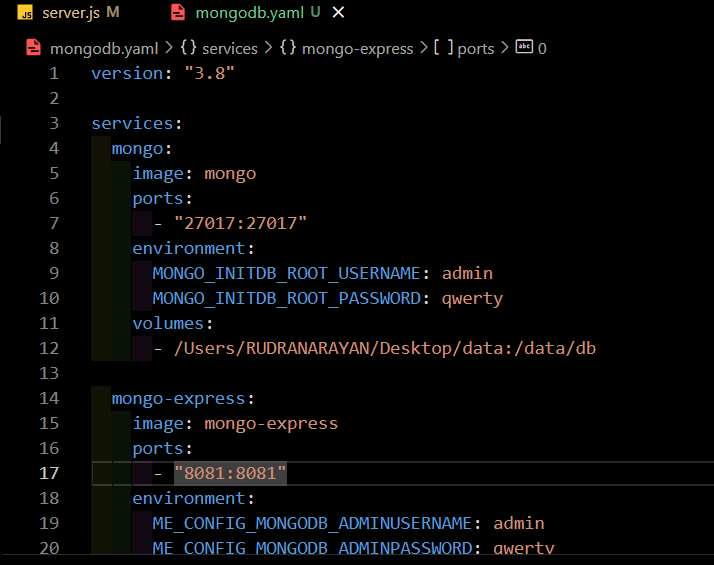 JS server.js M mongodb.yaml U ×
mongodb.yaml > {} services > {} mongo-express > [ ] ports > abc 0
1 version: "3.8"
2
3 services:
4 mongo:
5 image: mongo
6 ports:
7 - "27017:27017"
8 environment:
9 MONGO_INITDB_ROOT_USERNAME: admin
10 MONGO_INITDB_ROOT_PASSWORD: qwerty
11 volumes:
12 - /Users/RUDRANARAYAN/Desktop/data:/data/db
13
14 mongo-express:
15 image: mongo-express
16 ports:
17 - "8081:8081"
18 environment:
19 ME_CONFIG_MONGODB_ADMINUSERNAME: admin
20 ME_CONFIG_MONGODB_ADMINPASSWORD: qwerty